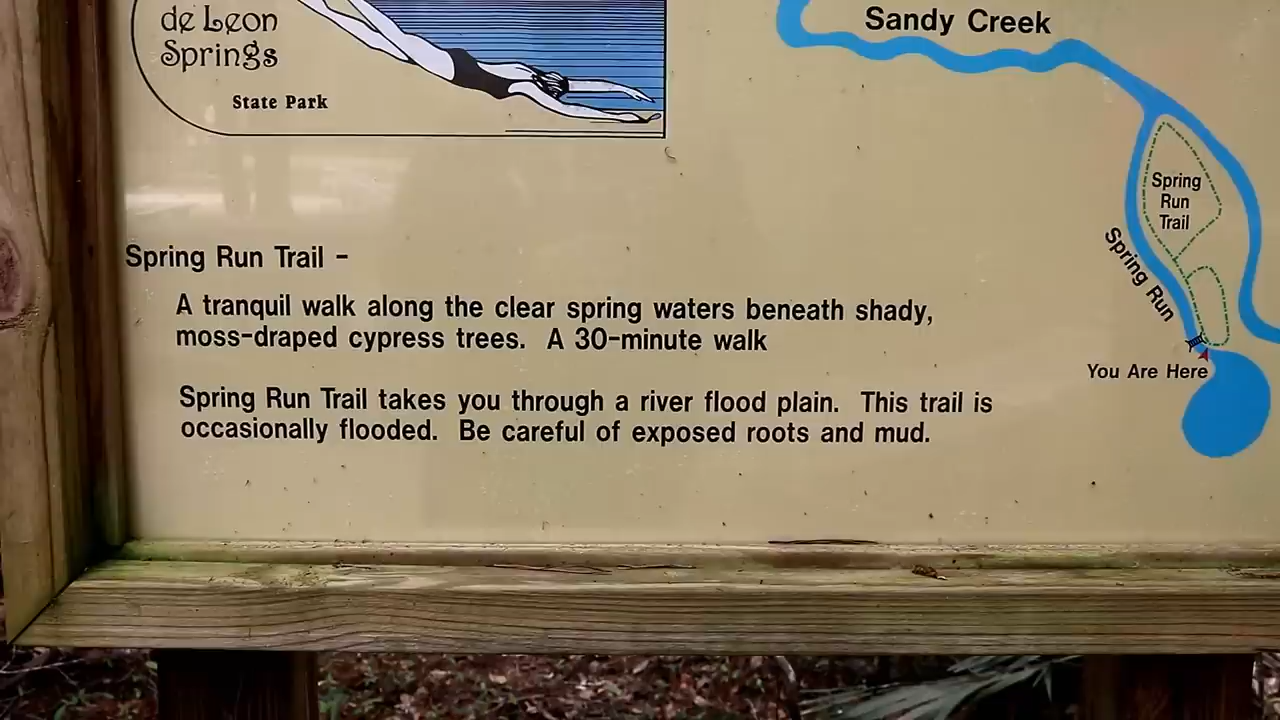 de Leon
Springs
State Park
Sandy Creek
Spring
Run
Trail
Spring Run
You Are Here
Spring Run Trail -
A tranquil walk along the clear spring waters beneath shady,
moss-draped cypress trees. A 30-minute walk
Spring Run Trail takes you through a river flood plain. This trail is
occasionally flooded. Be careful of exposed roots and mud.